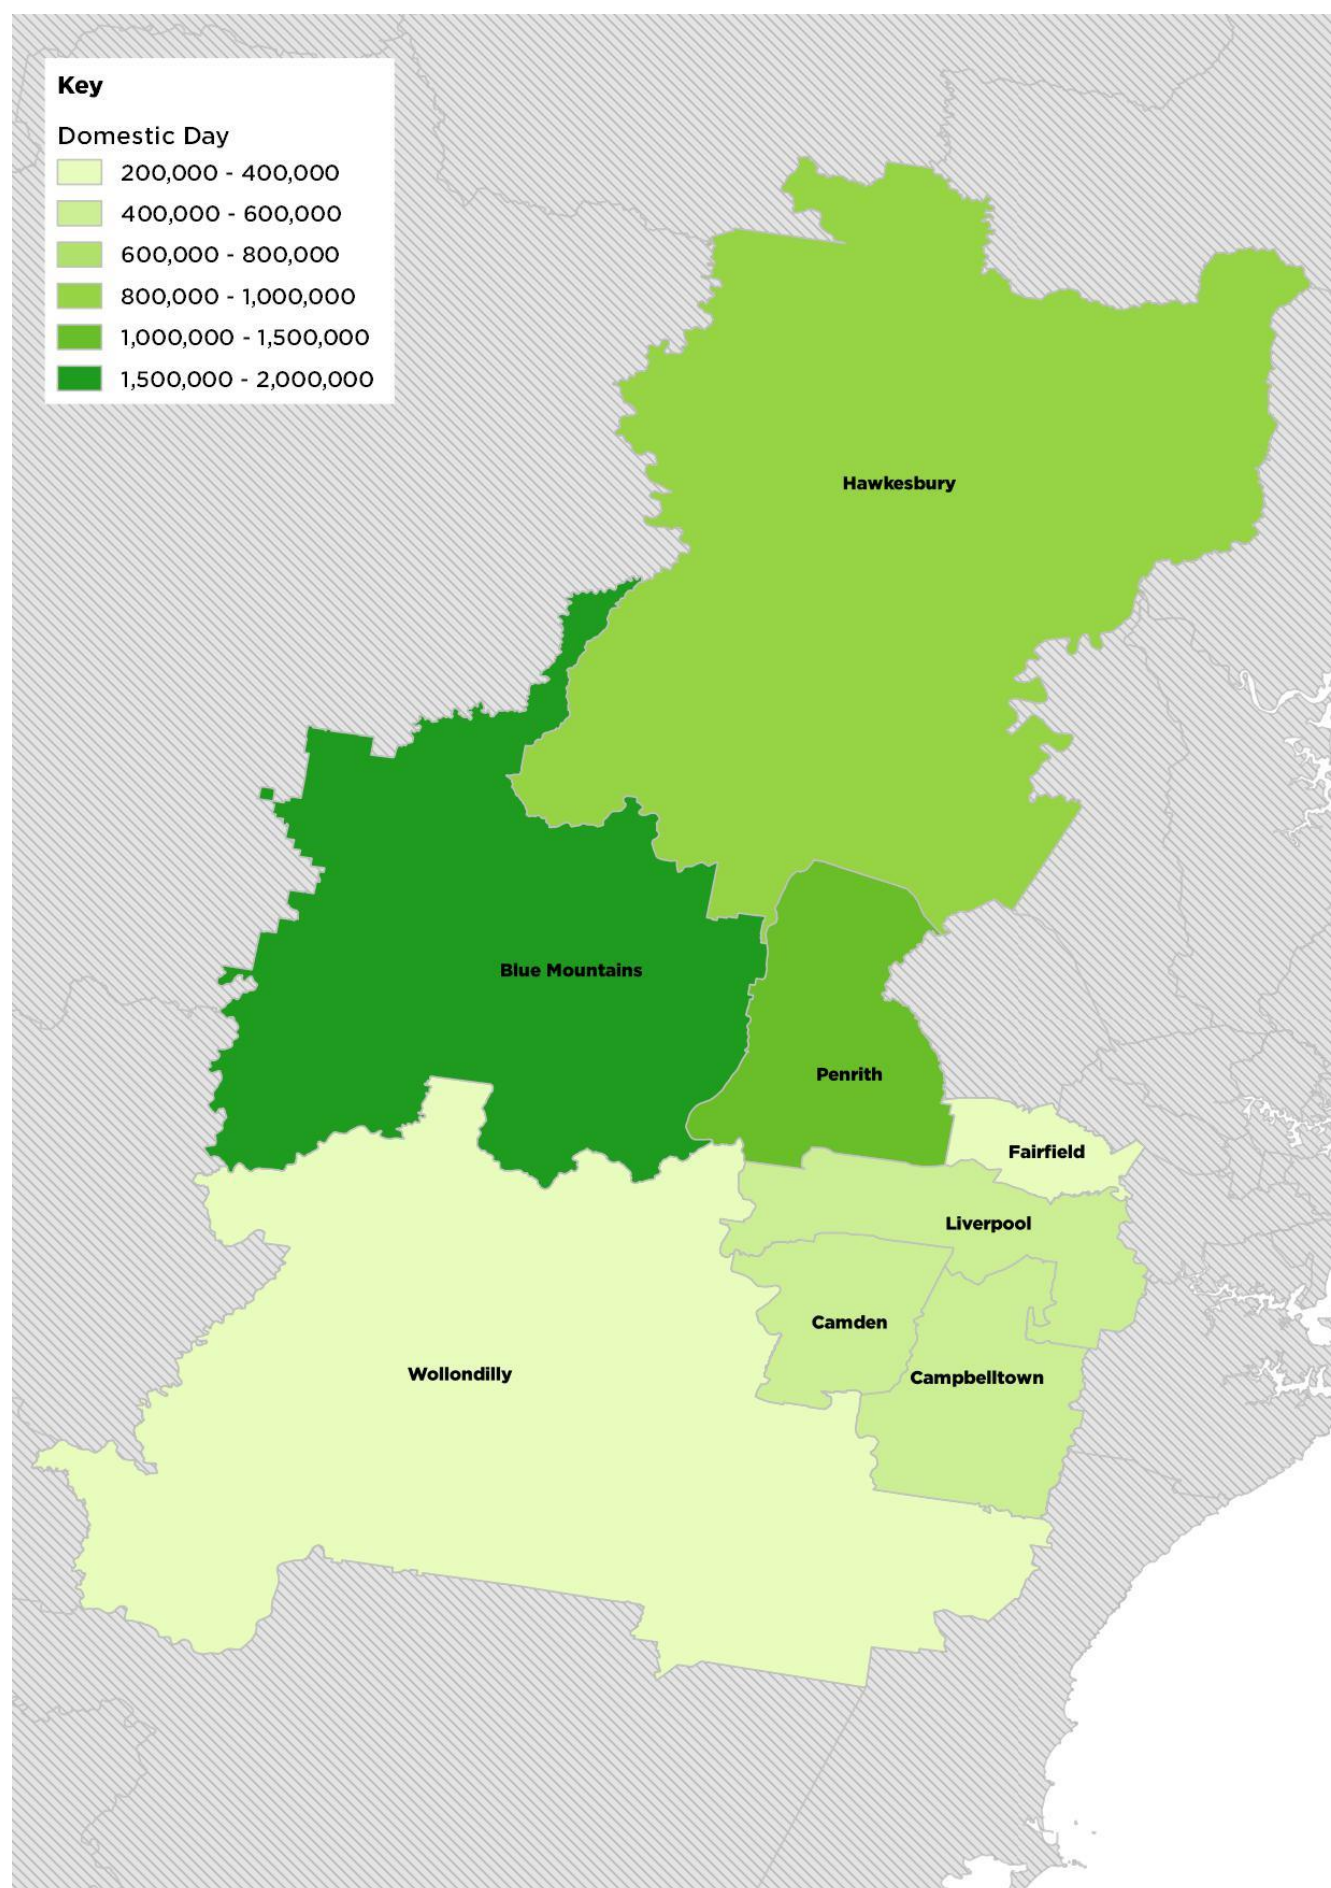 Key
Domestic Day
200,000 - 400,000
400,000 - 600,000
600,000 - 800,000
800,000 - 1,000,000
1,000,000 - 1,500,000
1,500,000 - 2,000,000
Hawkesbury
Blue Mountains
Penrith
Fairfield
Liverpool
Camden
Wollondilly
Campbelltown